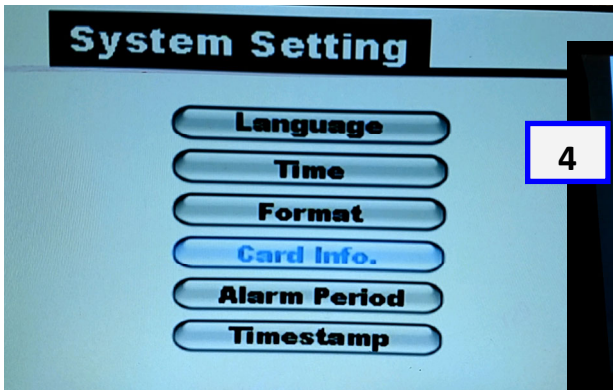 System Setting
Language
Time
4
Format
Card Info.
Alarm Period
Timestamp